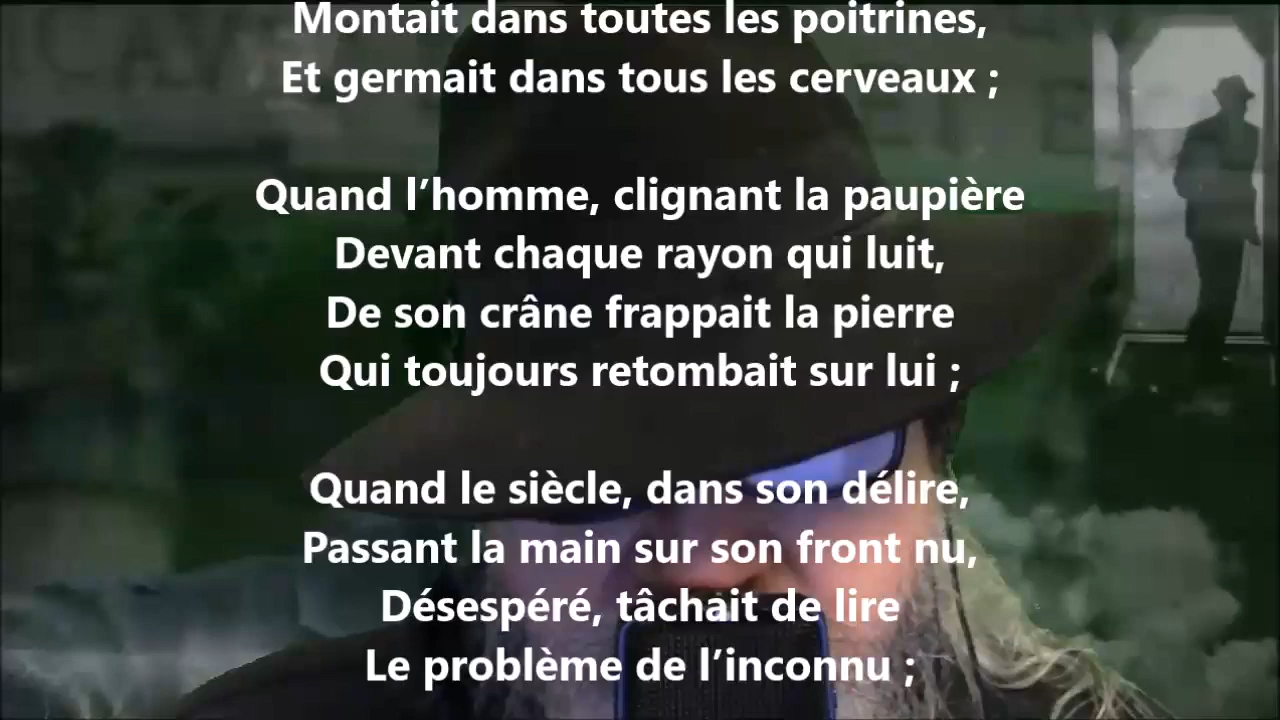 Montait dans toutes les poitrines,
Et germait dans tous les cerveaux ;
Quand l’homme, clignant la paupière
Devant chaque rayon qui luit,
De son crâne frappait la pierre
Qui toujours retombait sur lui ;
Quand le siècle, dans son délire,
Passant la main sur son front nu,
Désespéré, tâchait de lire
Le problème de l’inconnu ;